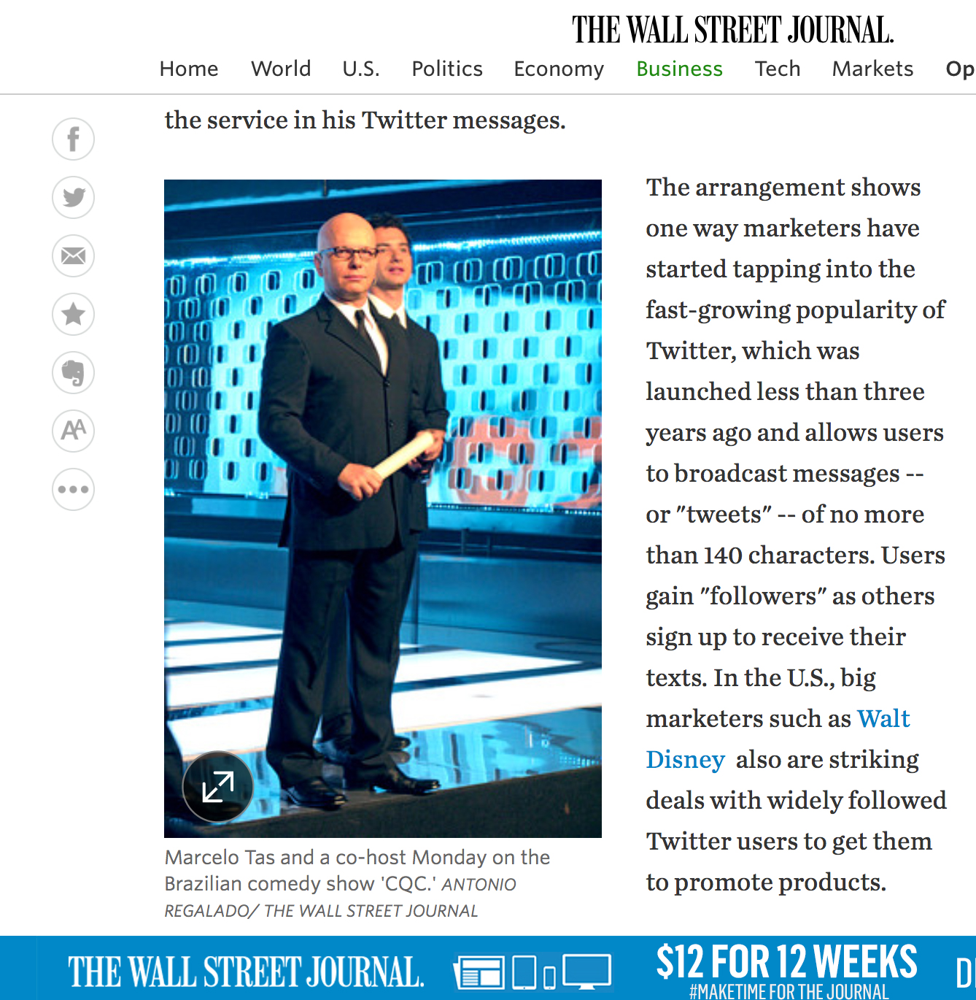 THE WALL STREET JOURNAL.
Home World U.S. Politics Economy Business Tech Markets Op
the service in his Twitter messages.
The arrangement shows
one way marketers have
started tapping into the
fast-growing popularity of
Twitter, which was
launched less than three
years ago and allows users
to broadcast messages --
or "tweets" -- of no more
than 140 characters. Users
gain "followers" as others
sign up to receive their
texts. In the U.S., big
marketers such as Walt
Disney also are striking
deals with widely followed
Twitter users to get them
to promote products.
Marcelo Tas and a co-host Monday on the
Brazilian comedy show 'CQC.' ANTONIO
REGALADO/ THE WALL STREET JOURNAL
THE WALL STREET JOURNAL.
$12 FOR 12 WEEKS
#MAKETIME FOR THE JOURNAL